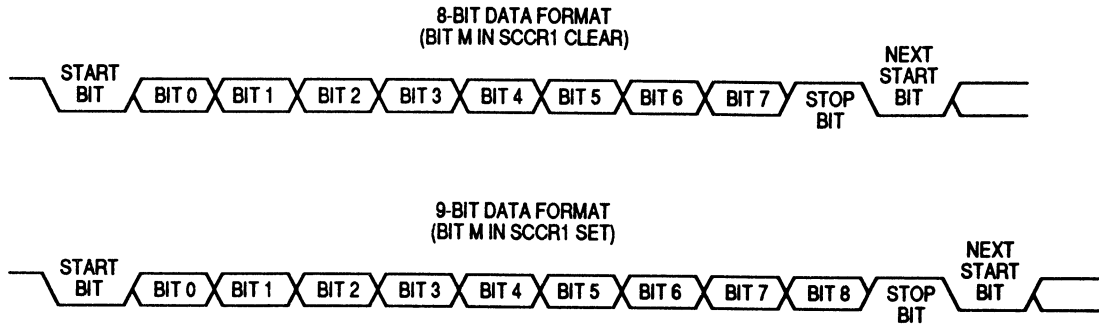 8-BIT DATA FORMAT
(BIT M IN SCCR1 CLEAR)
START
BIT
BIT 0
BIT 1
BIT 2
BIT 3
BIT 4
BIT 5
BIT 6
BIT 7
STOP
BIT
NEXT
START
BIT
9-BIT DATA FORMAT
(BIT M IN SCCR1 SET)
START
BIT
BIT 0
BIT 1
BIT 2
BIT 3
BIT 4
BIT 5
BIT 6
BIT 7
BIT 8
STOP
BIT
NEXT
START
BIT